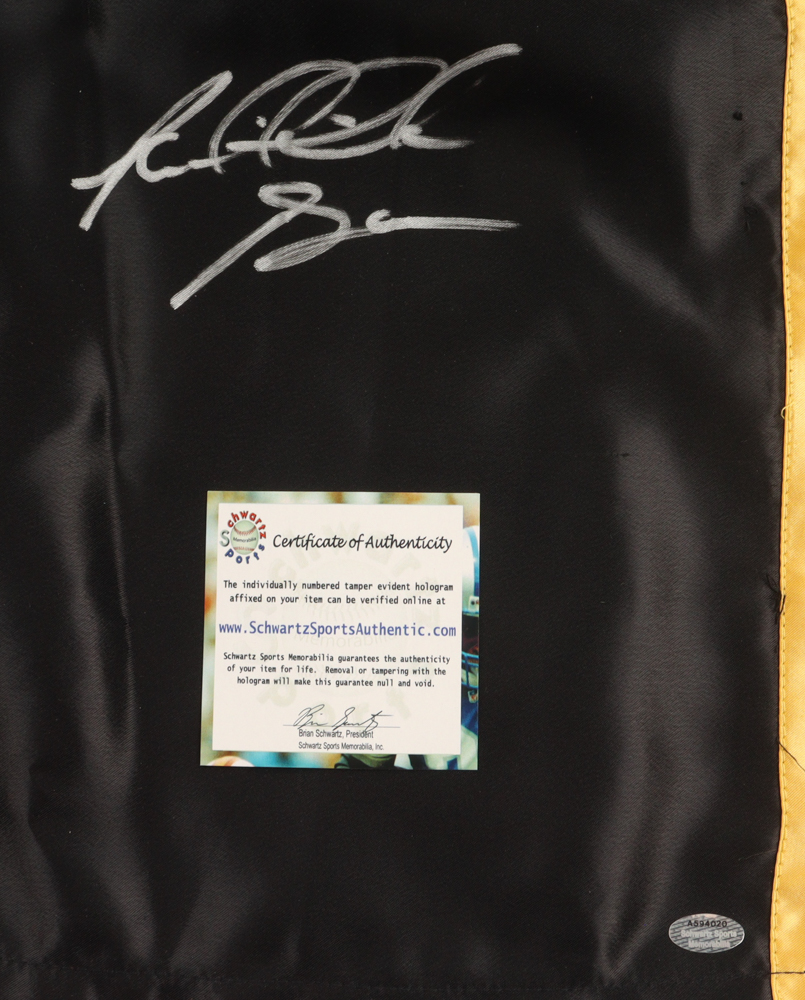 Schwartz
Sports
Certificate of Authenticity
The individually numbered tamper evident hologram
affixed on your item can be verified online at
www.SchwartzSportsAuthentic.com
Schwartz Sports Memorabilia guarantees the authenticity
of your item for life. Removal or tampering with the
hologram will make this guarantee null and void.
Brian Schwartz, President
Schwartz Sports Memorabilia, Inc.
A594020
Schwartz Sports
Memorabilia